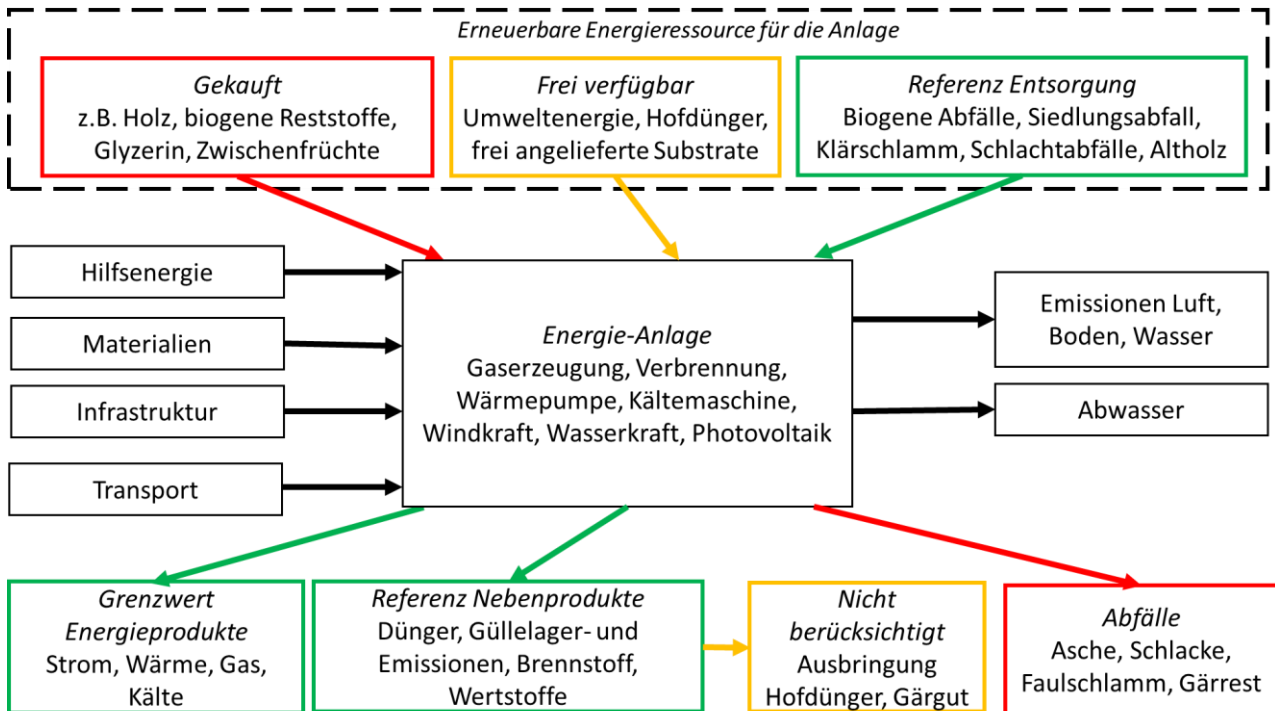 Erneuerbare Energieressource für die Anlage
Gekauft
z.B. Holz, biogene Reststoffe,
Glyzerin, Zwischenfrüchte
Frei verfügbar
Umweltenergie, Hofdünger,
frei angelieferte Substrate
Referenz Entsorgung
Biogene Abfälle, Siedlungsabfall,
Klärschlamm, Schlachtabfälle, Altholz
Hilfsenergie
Materialien
Infrastruktur
Transport
Energie-Anlage
Gaserzeugung, Verbrennung,
Wärmepumpe, Kältemaschine,
Windkraft, Wasserkraft, Photovoltaik
Emissionen Luft,
Boden, Wasser
Abwasser
Grenzwert
Energieprodukte
Strom, Wärme, Gas,
Kälte
Referenz Nebenprodukte
Dünger, Güllelager- und
Emissionen, Brennstoff,
Wertstoffe
Nicht
berücksichtigt
Ausbringung
Hofdünger, Gärgut
Abfälle
Asche, Schlacke,
Faulschlamm, Gärrest